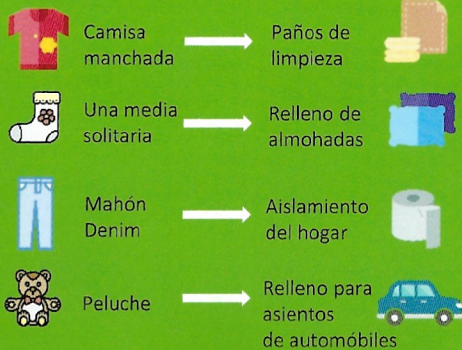 Camisa
manchada
Paños de
limpieza
Una media
solitaria
Relleno de
almohadas
Mahón
Denim
Aislamiento
del hogar
Peluche
Relleno para
asientos
de automóbiles